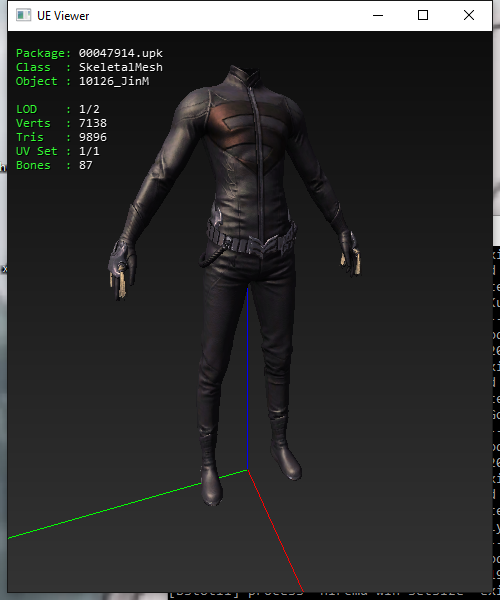 UE Viewer
Package: 00047914.upk
Class  : SkeletalMesh
Object : 10126_JinM
LOD    : 1/2
Verts  : 7138
Tris   : 9896
UV Set : 1/1
Bones  : 87